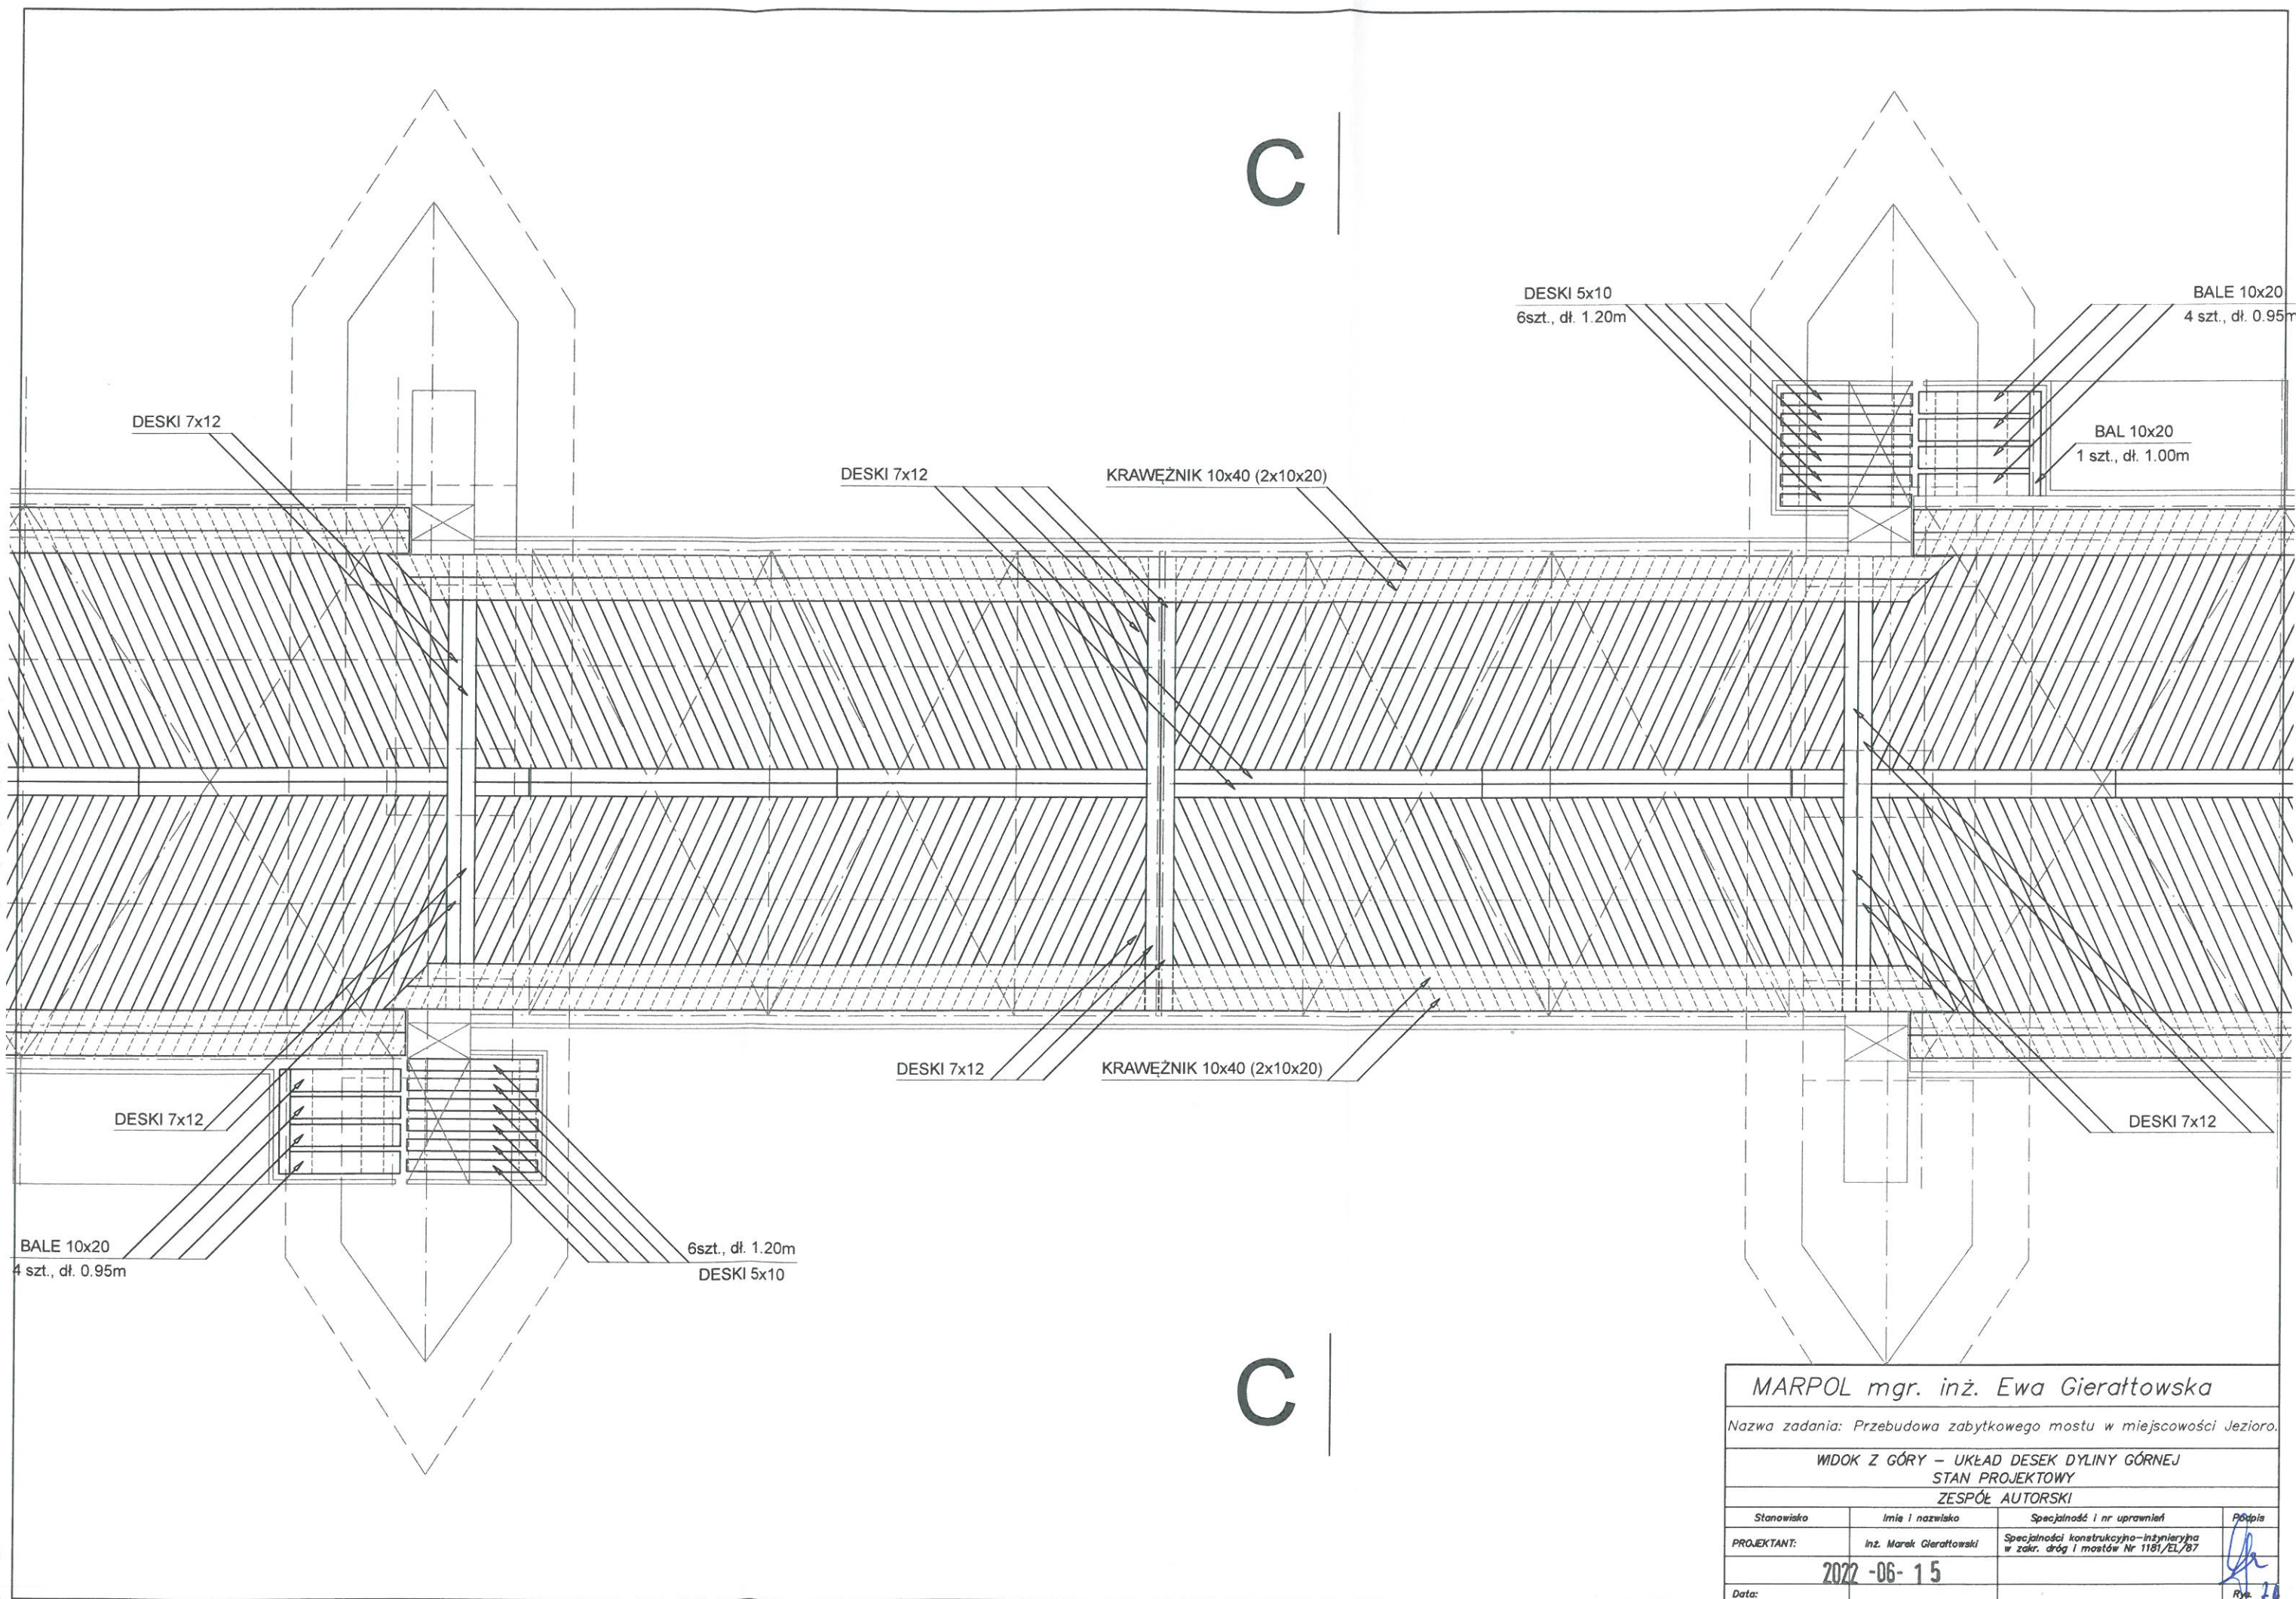 C
DESKI 5x10
6szt., dł. 1.20m
BALE 10x20
4 szt., dł. 0.95m
BAL 10x20
1 szt., dł. 1.00m
DESKI 7x12
DESKI 7x12
KRAWĘŻNIK 10x40 (2x10x20)
DESKI 7x12
KRAWĘŻNIK 10x40 (2x10x20)
DESKI 7x12
DESKI 7x12
BALE 10x20
4 szt., dł. 0.95m
6szt., dł. 1.20m
DESKI 5x10
C
MARPOL mgr. inż. Ewa Gierałtowska
Nazwa zadania: Przebudowa zabytkowego mostu w miejscowości Jezioro.
WIDOK Z GÓRY – UKŁAD DESEK DYLINY GÓRNEJ
STAN PROJEKTOWY
ZESPÓŁ AUTORSKI
Stanowisko Imię i nazwisko Specjalność i nr uprawnień Podpis
PROJEKTANT: inż. Marek Gierałtowski Specjalności konstrukcyjno-inżynieryjna
w zakr. dróg i mostów Nr 1181/EL/87
2022 -06- 15
Data: Rys.